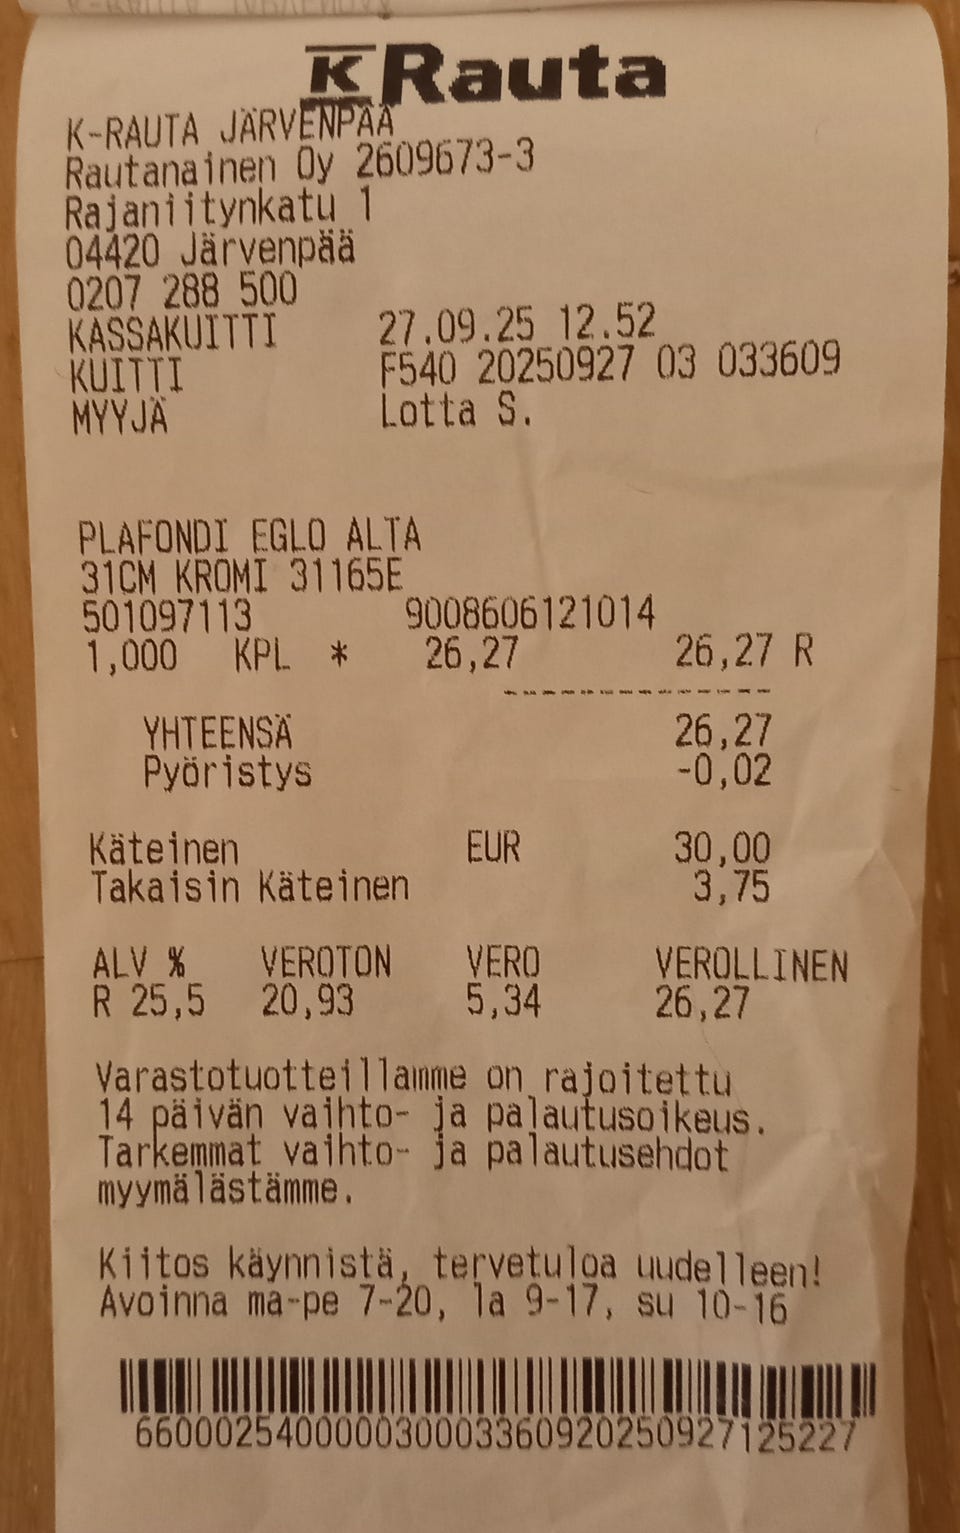 K Rauta
K-RAUTA JÄRVENPÄÄ
Rautanainen Oy 2609673-3
Rajaniitynkatu 1
04420 Järvenpää
0207 288 500
KASSAKUITTI 27.09.25 12.52
KUITTI F540 20250927 03 033609
MYYJÄ Lotta S.
PLAFONDI EGLO ALTA
31CM KROMI 31165E
501097113 9008606121014
1,000 KPL * 26,27 26,27 R
YHTEENSÄ 26,27
Pyöristys -0,02
Käteinen EUR 30,00
Takaisin Käteinen 3,75
ALV % VEROTON VERO VEROLLINEN
R 25,5 20,93 5,34 26,27
Varastotuotteillamme on rajoitettu
14 päivän vaihto- ja palautusoikeus.
Tarkemmat vaihto- ja palautusehdot
myymälästämme.
Kiitos käynnistä, tervetuloa uudelleen!
Avoinna ma-pe 7-20, la 9-17, su 10-16
660002540000030003360920250927125227